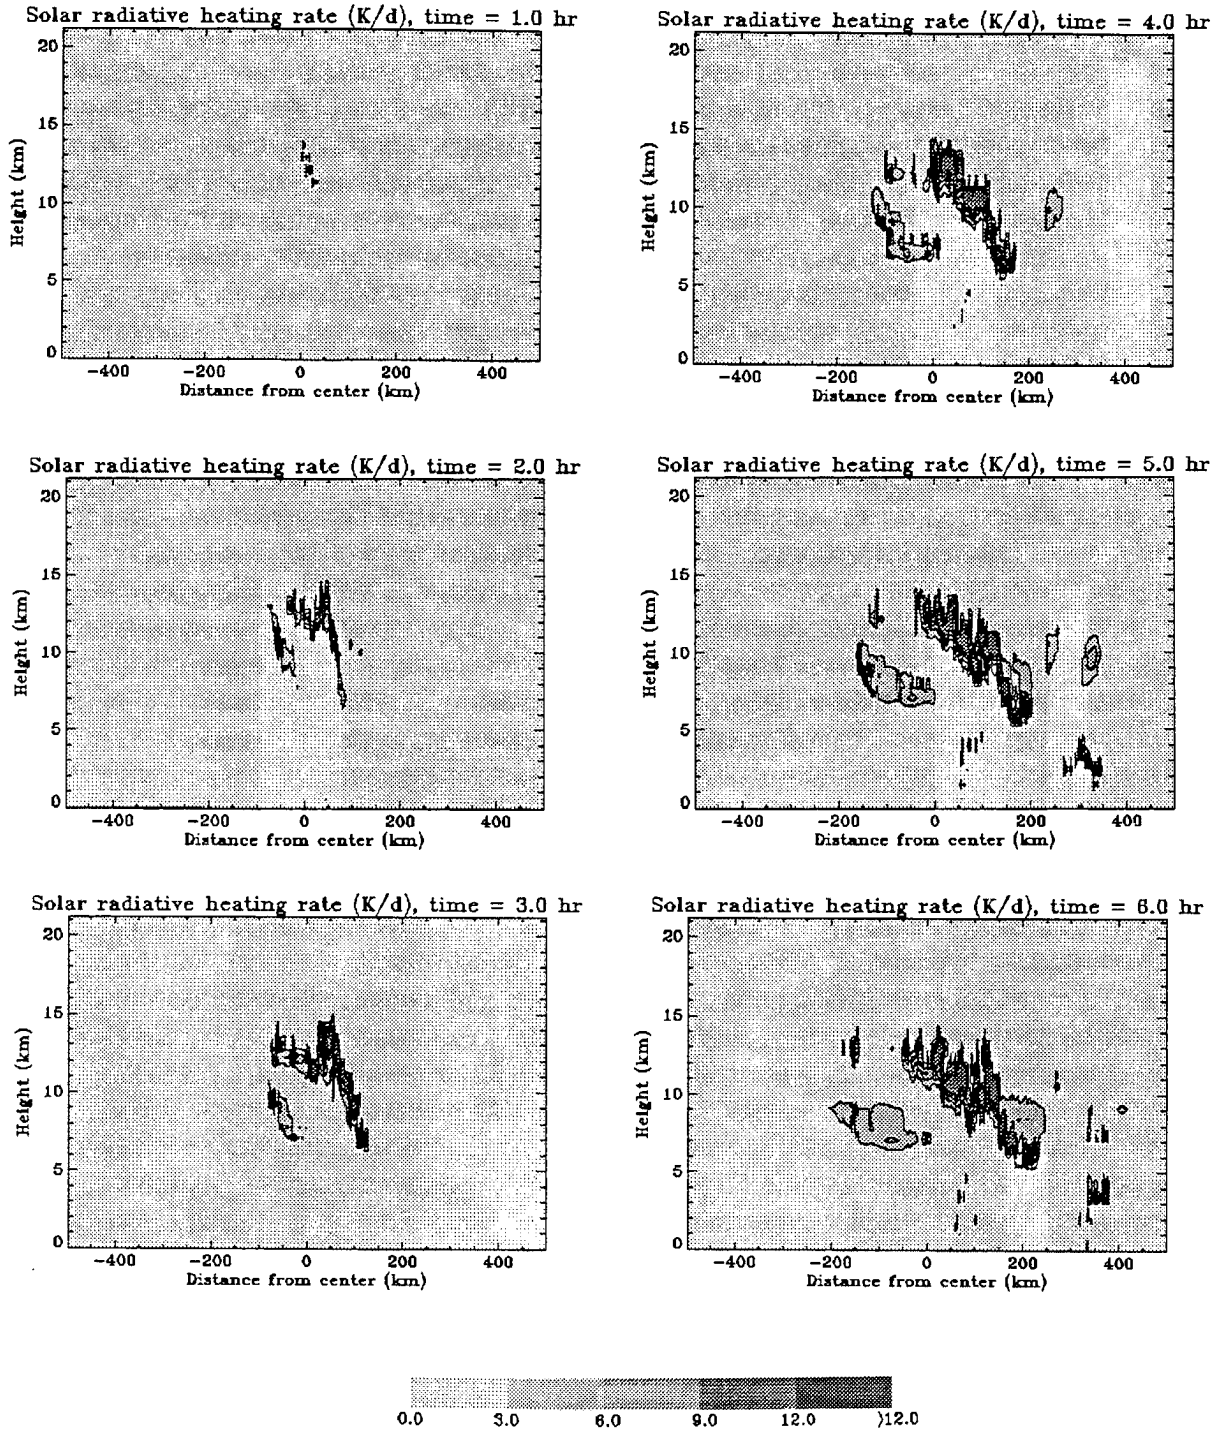 Solar radiative heating rate (K/d), time = 1.0 hr
20
15
10
5
0
Height (km)
-400 -200 0 200 400
Distance from center (km)
Solar radiative heating rate (K/d), time = 4.0 hr
20
15
10
5
0
Height (km)
-400 -200 0 200 400
Distance from center (km)
Solar radiative heating rate (K/d), time = 2.0 hr
20
15
10
5
0
Height (km)
-400 -200 0 200 400
Distance from center (km)
Solar radiative heating rate (K/d), time = 5.0 hr
20
15
10
5
0
Height (km)
-400 -200 0 200 400
Distance from center (km)
Solar radiative heating rate (K/d), time = 3.0 hr
20
15
10
5
0
Height (km)
-400 -200 0 200 400
Distance from center (km)
Solar radiative heating rate (K/d), time = 6.0 hr
20
15
10
5
0
Height (km)
-400 -200 0 200 400
Distance from center (km)
0.0 3.0 6.0 9.0 12.0 >12.0